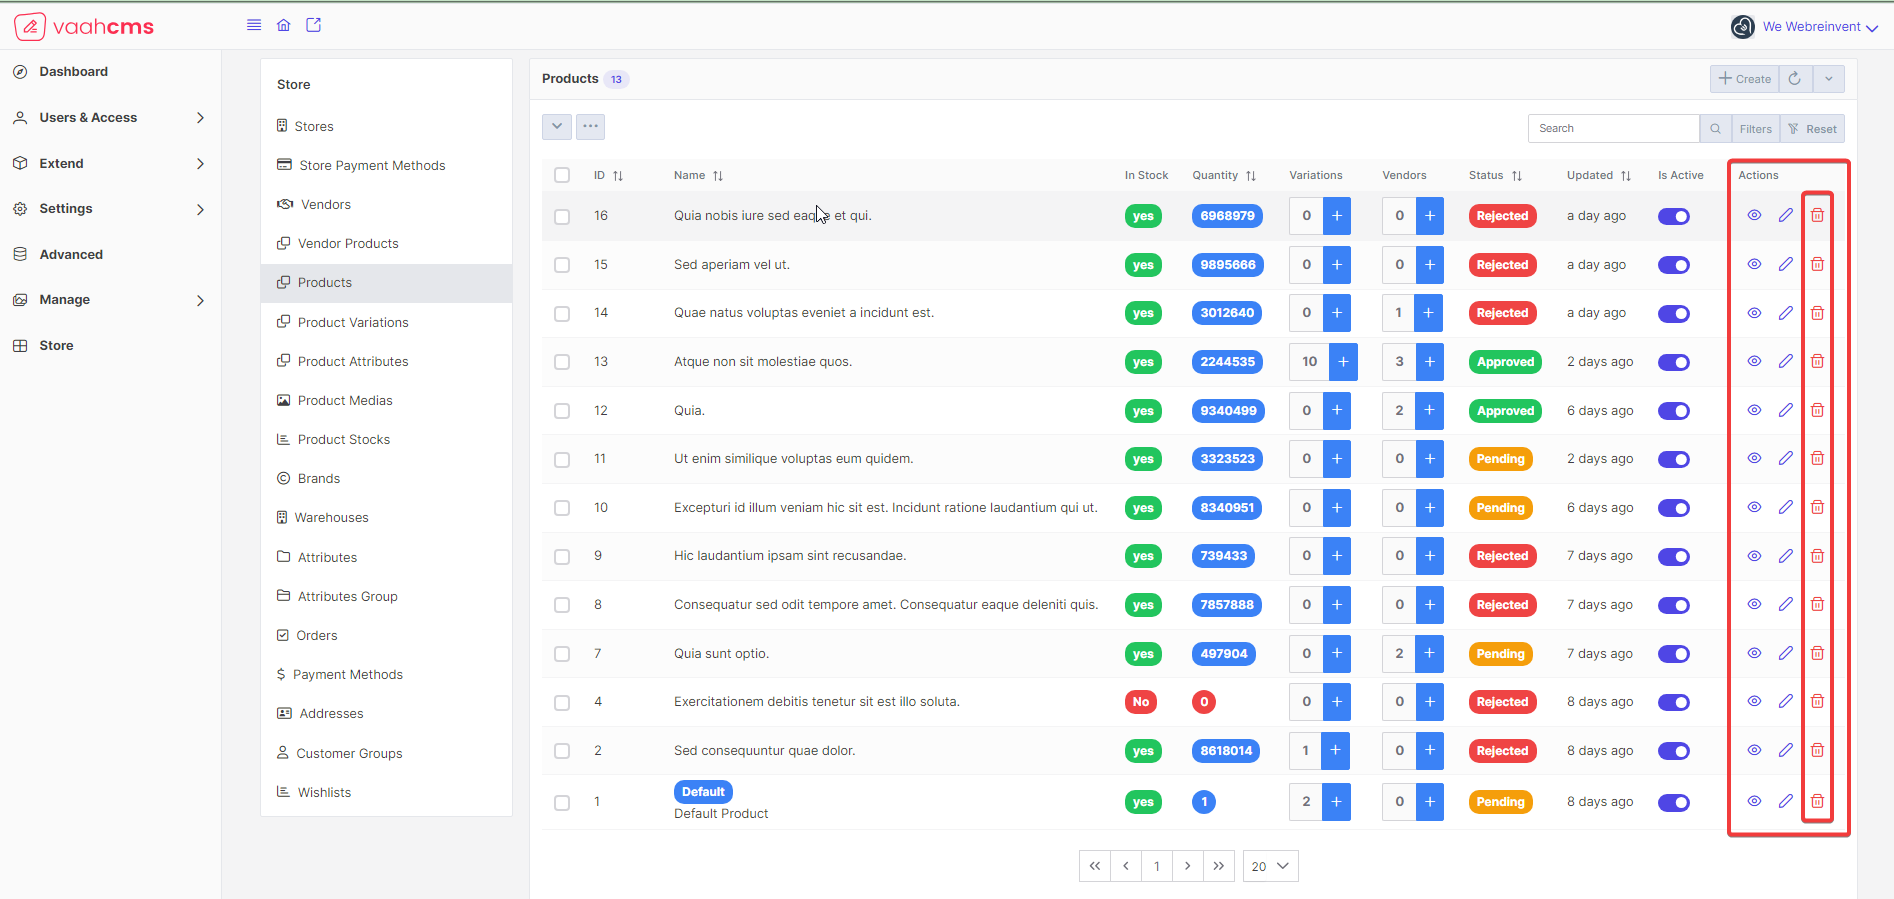 vaahcms
We Webreinvent
Dashboard
Users & Access
Extend
Settings
Advanced
Manage
Store
Store
Stores
Store Payment Methods
Vendors
Vendor Products
Products
Product Variations
Product Attributes
Product Medias
Product Stocks
Brands
Warehouses
Attributes
Attributes Group
Orders
Payment Methods
Addresses
Customer Groups
Wishlists
Products 13
Create
Search Filters Reset
ID Name In Stock Quantity Variations Vendors Status Updated Is Active Actions
16 Quia nobis iure sed eaque et qui. yes 6968979 0 + 0 + Rejected a day ago
15 Sed aperiam vel ut. yes 9895666 0 + 0 + Rejected a day ago
14 Quae natus voluptas eveniet a incidunt est. yes 3012640 0 + 1 + Rejected a day ago
13 Atque non sit molestiae quos. yes 2244535 10 + 3 + Approved 2 days ago
12 Quia. yes 9340499 0 + 2 + Approved 6 days ago
11 Ut enim similique voluptas eum quidem. yes 3323523 0 + 0 + Pending 2 days ago
10 Excepturi id illum veniam hic sit est. Incidunt ratione laudantium qui ut. yes 8340951 0 + 0 + Pending 6 days ago
9 Hic laudantium ipsam sint recusandae. yes 739433 0 + 0 + Rejected 7 days ago
8 Consequatur sed odit tempore amet. Consequatur eaque deleniti quis. yes 7857888 0 + 0 + Rejected 7 days ago
7 Quia sunt optio. yes 497904 0 + 2 + Pending 7 days ago
4 Exercitationem debitis tenetur sit est illo soluta. No 0 0 + 0 + Rejected 8 days ago
2 Sed consequuntur quae dolor. yes 8618014 1 + 0 + Rejected 8 days ago
Default
1 Default Product yes 1 2 + 0 + Pending 8 days ago
1 20